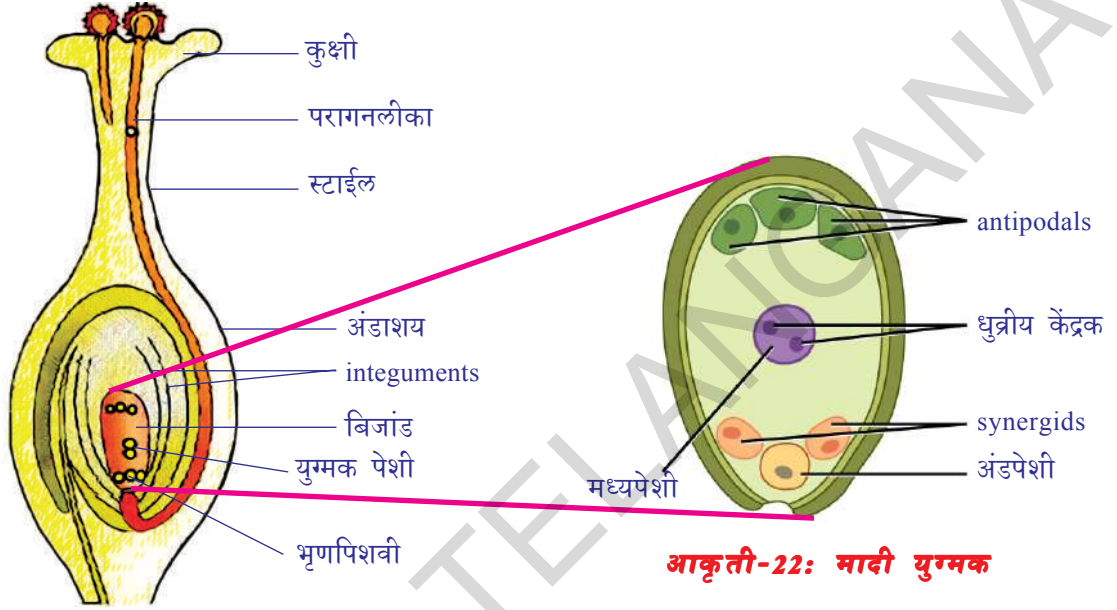 कुक्षी
परागनलीका
स्टाईल
अंडाशय
integuments
बिजांड
युग्मक पेशी
भृणपिशवी
antipodals
धुव्रीय केंद्रक
synergids
अंडपेशी
मध्यपेशी
आकृती-22: मादी युग्मक
TELANGANA